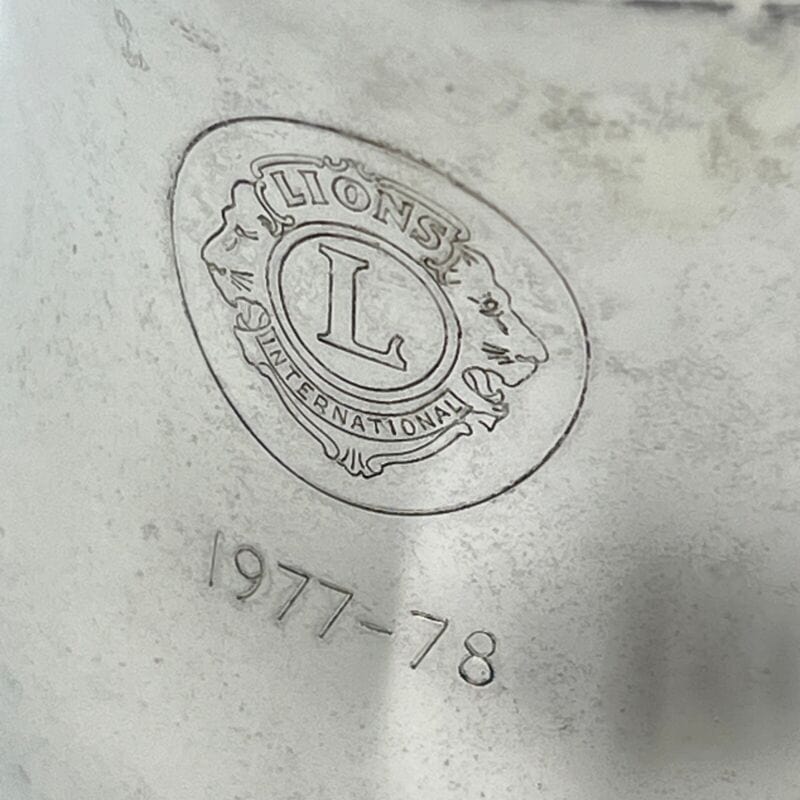 LIONS
L
INTERNATIONAL
1977-78